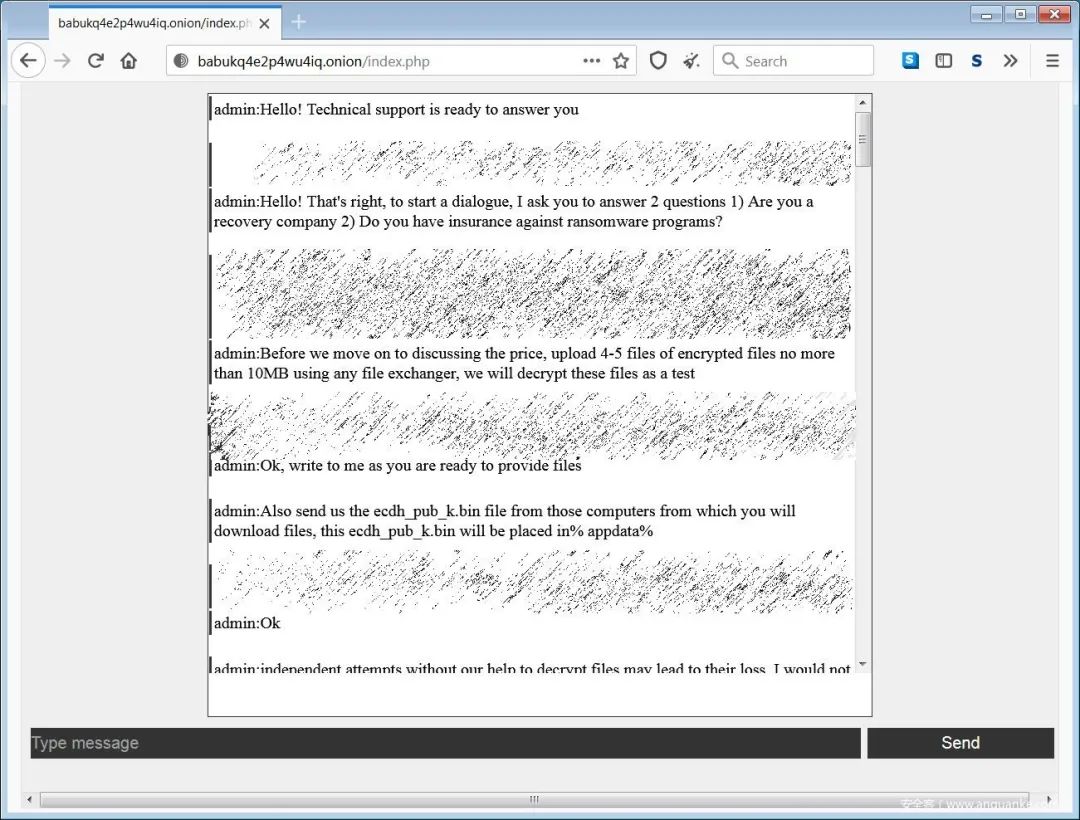 babukq4e2p4wu4iq.onion/index.ph
babukq4e2p4wu4iq.onion/index.php
Search
admin:Hello! Technical support is ready to answer you
admin:Hello! That's right, to start a dialogue, I ask you to answer 2 questions 1) Are you a
recovery company 2) Do you have insurance against ransomware programs?
admin:Before we move on to discussing the price, upload 4-5 files of encrypted files no more
than 10MB using any file exchanger, we will decrypt these files as a test
admin:Ok, write to me as you are ready to provide files
admin:Also send us the ecdh_pub_k.bin file from those computers from which you will
download files, this ecdh_pub_k.bin will be placed in% appdata%
admin:Ok
admin:independent attempts without our help to decrypt files may lead to their loss, I would not
Type message
Send
安全客 ( www.anquanke